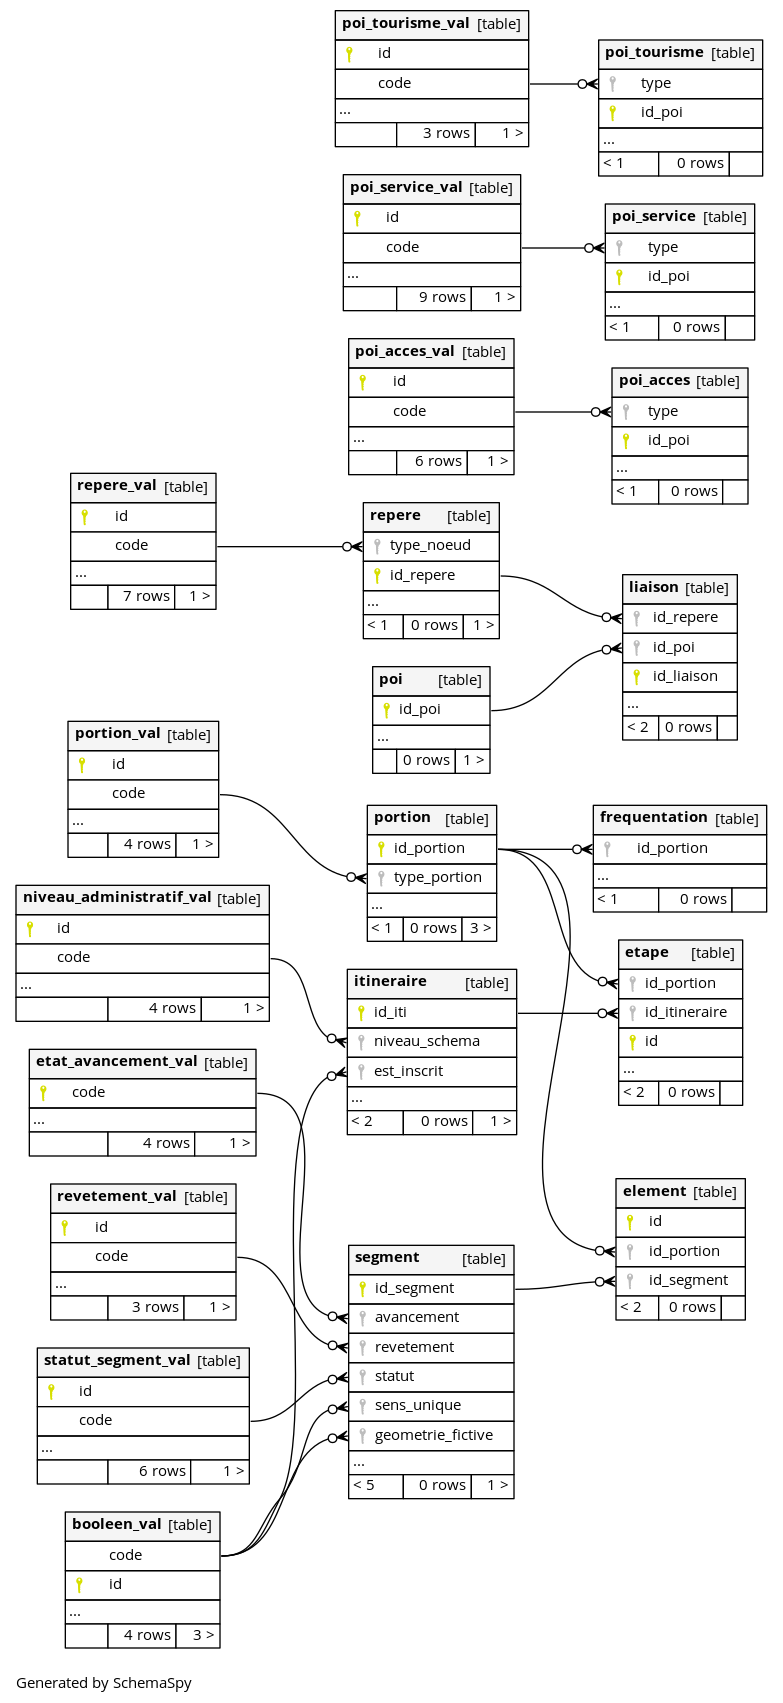 poi_tourisme_val [table]
id
code
...
3 rows 1 >
poi_tourisme [table]
type
id_poi
...
< 1 0 rows
poi_service_val [table]
id
code
...
9 rows 1 >
poi_service [table]
type
id_poi
...
< 1 0 rows
poi_acces_val [table]
id
code
...
6 rows 1 >
poi_acces [table]
type
id_poi
...
< 1 0 rows
repere_val [table]
id
code
...
7 rows 1 >
repere [table]
type_noeud
id_repere
...
< 1 0 rows 1 >
liaison [table]
id_repere
id_poi
id_liaison
...
< 2 0 rows
poi [table]
id_poi
...
0 rows 1 >
portion_val [table]
id
code
...
4 rows 1 >
portion [table]
id_portion
type_portion
...
< 1 0 rows 3 >
frequentation [table]
id_portion
...
< 1 0 rows
niveau_administratif_val [table]
id
code
...
4 rows 1 >
etape [table]
id_portion
id_itineraire
id
...
< 2 0 rows
itineraire [table]
id_iti
niveau_schema
est_inscrit
...
< 2 0 rows 1 >
etat_avancement_val [table]
code
...
4 rows 1 >
revetement_val [table]
id
code
...
3 rows 1 >
element [table]
id
id_portion
id_segment
< 2 0 rows
segment [table]
id_segment
avancement
revetement
statut
sens_unique
geometrie_fictive
...
< 5 0 rows 1 >
statut_segment_val [table]
id
code
...
6 rows 1 >
booleen_val [table]
code
id
...
4 rows 3 >
Generated by SchemaSpy